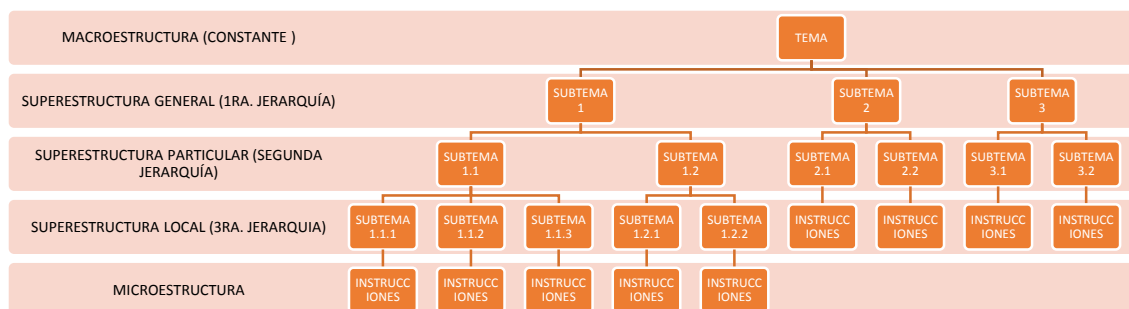 MACROESTRUCTURA (CONSTANTE )
TEMA
SUPERESTRUCTURA GENERAL (1RA. JERARQUÍA)
SUBTEMA
1
SUBTEMA
2
SUBTEMA
3
SUPERESTRUCTURA PARTICULAR (SEGUNDA
JERARQUÍA)
SUBTEMA
1.1
SUBTEMA
1.2
SUBTEMA
2.1
SUBTEMA
2.2
SUBTEMA
3.1
SUBTEMA
3.2
SUPERESTRUCTURA LOCAL (3RA. JERARQUIA)
SUBTEMA
1.1.1
SUBTEMA
1.1.2
SUBTEMA
1.1.3
SUBTEMA
1.2.1
SUBTEMA
1.2.2
INSTRUCC
IONES
INSTRUCC
IONES
INSTRUCC
IONES
INSTRUCC
IONES
MICROESTRUCTURA
INSTRUCC
IONES
INSTRUCC
IONES
INSTRUCC
IONES
INSTRUCC
IONES
INSTRUCC
IONES